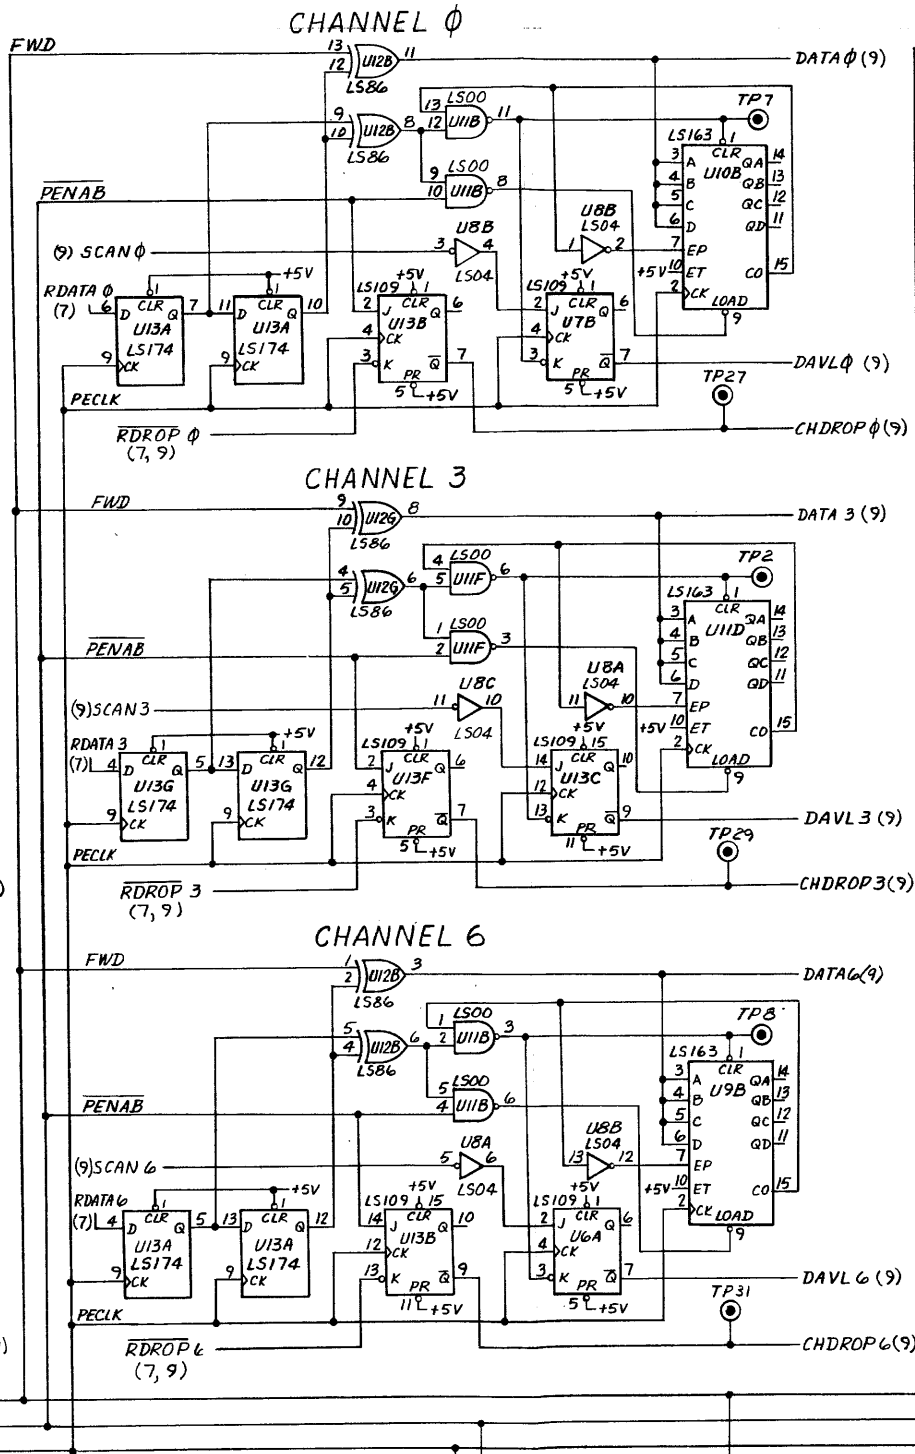 CHANNEL φ
FWD
13
12
U12B
LS86
11
DATAφ(9)
LS00
13
12
U11B
11
TP7
9
10
U12B
LS86
8
LS163
1
CLR
U10B
3 A QA 14
4 B QB 13
5 C QC 12
6 D QD 11
7 EP
+5V 10 ET CO 15
2 CK
LOAD
9
LS00
9
10
U11B
8
PENAB
U8B
LS04
1 2
(9) SCANφ
U8B
3 4
LS04
+5V
RDATAφ
(7)
6 D 1 CLR Q 7
U13A
LS174
9 CK
11 D 1 CLR Q 10
U13A
LS174
9 CK
+5V
LS109 1
2 J 6
U13B
4 CK
3 K Q 7
PR
5 +5V
+5V
LS109 1
2 J 6
U7B
4 CK
3 K Q 7
PR
5 +5V
DAVLφ (9)
PECLK
TP27
RDROP φ
(7, 9)
CHDROPφ(9)
CHANNEL 3
FWD
9
10
U12G
LS86
8
DATA 3 (9)
LS00
4
5
U11F
6
TP2
4
5
U12G
LS86
6
LS163
1
CLR
U11D
3 A QA 14
4 B QB 13
5 C QC 12
6 D QD 11
7 EP
+5V 10 ET CO 15
2 CK
LOAD
9
LS00
1
2
U11F
3
PENAB
U8A
LS04
11 10
(9)SCAN3
U8C
11 10
LS04
+5V
RDATA 3
(7)
4 D 1 CLR Q 5
U13G
LS174
9 CK
13 D 1 CLR Q 12
U13G
LS174
9 CK
+5V
LS109 1
2 J Q 6
U13F
4 CK
3 K Q 7
PR
5 +5V
+5V
LS109 15
14 J Q 10
U13C
12 CK
13 K Q 9
PR
11 +5V
DAVL3 (9)
PECLK
TP29
RDROP 3
(7, 9)
CHDROP3(9)
CHANNEL 6
FWD
1
2
U12B
LS86
3
DATA6(9)
LS00
1
2
U11B
3
TP8
5
4
U12B
LS86
6
LS163
1
CLR
U9B
3 A QA 14
4 B QB 13
5 C QC 12
6 D QD 11
7 EP
+5V 10 ET CO 15
2 CK
LOAD
9
LS00
5
4
U11B
6
PENAB
U8B
LS04
13 12
(9)SCAN 6
U8A
5 6
LS04
+5V
RDATA6
(7)
4 D 1 CLR Q 5
U13A
LS174
9 CK
13 D 1 CLR Q 12
U13A
LS174
9 CK
+5V
LS109 15
14 J Q 10
U13B
12 CK
13 K Q 9
PR
11 +5V
+5V
LS109 1
2 J Q 6
U6A
4 CK
3 K Q 7
PR
5 +5V
DAVL 6 (9)
PECLK
TP31
RDROP 6
(7, 9)
CHDROP6(9)